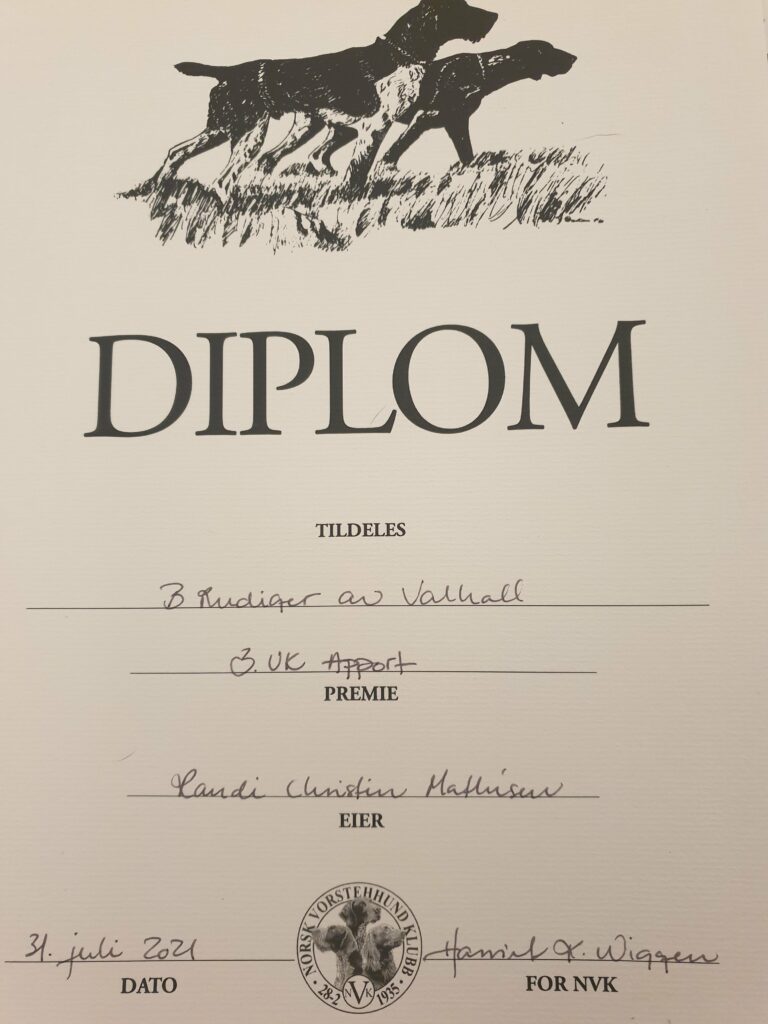 DIPLOM
TILDELES
B Rudiger av Valhall
3. UK Apport
PREMIE
Randi Christin Mathisen
EIER
31. juli 2021
DATO
NORSK VORSTEHHUND KLUBB
28-2 NVK 1935
K. Wiggen
FOR NVK